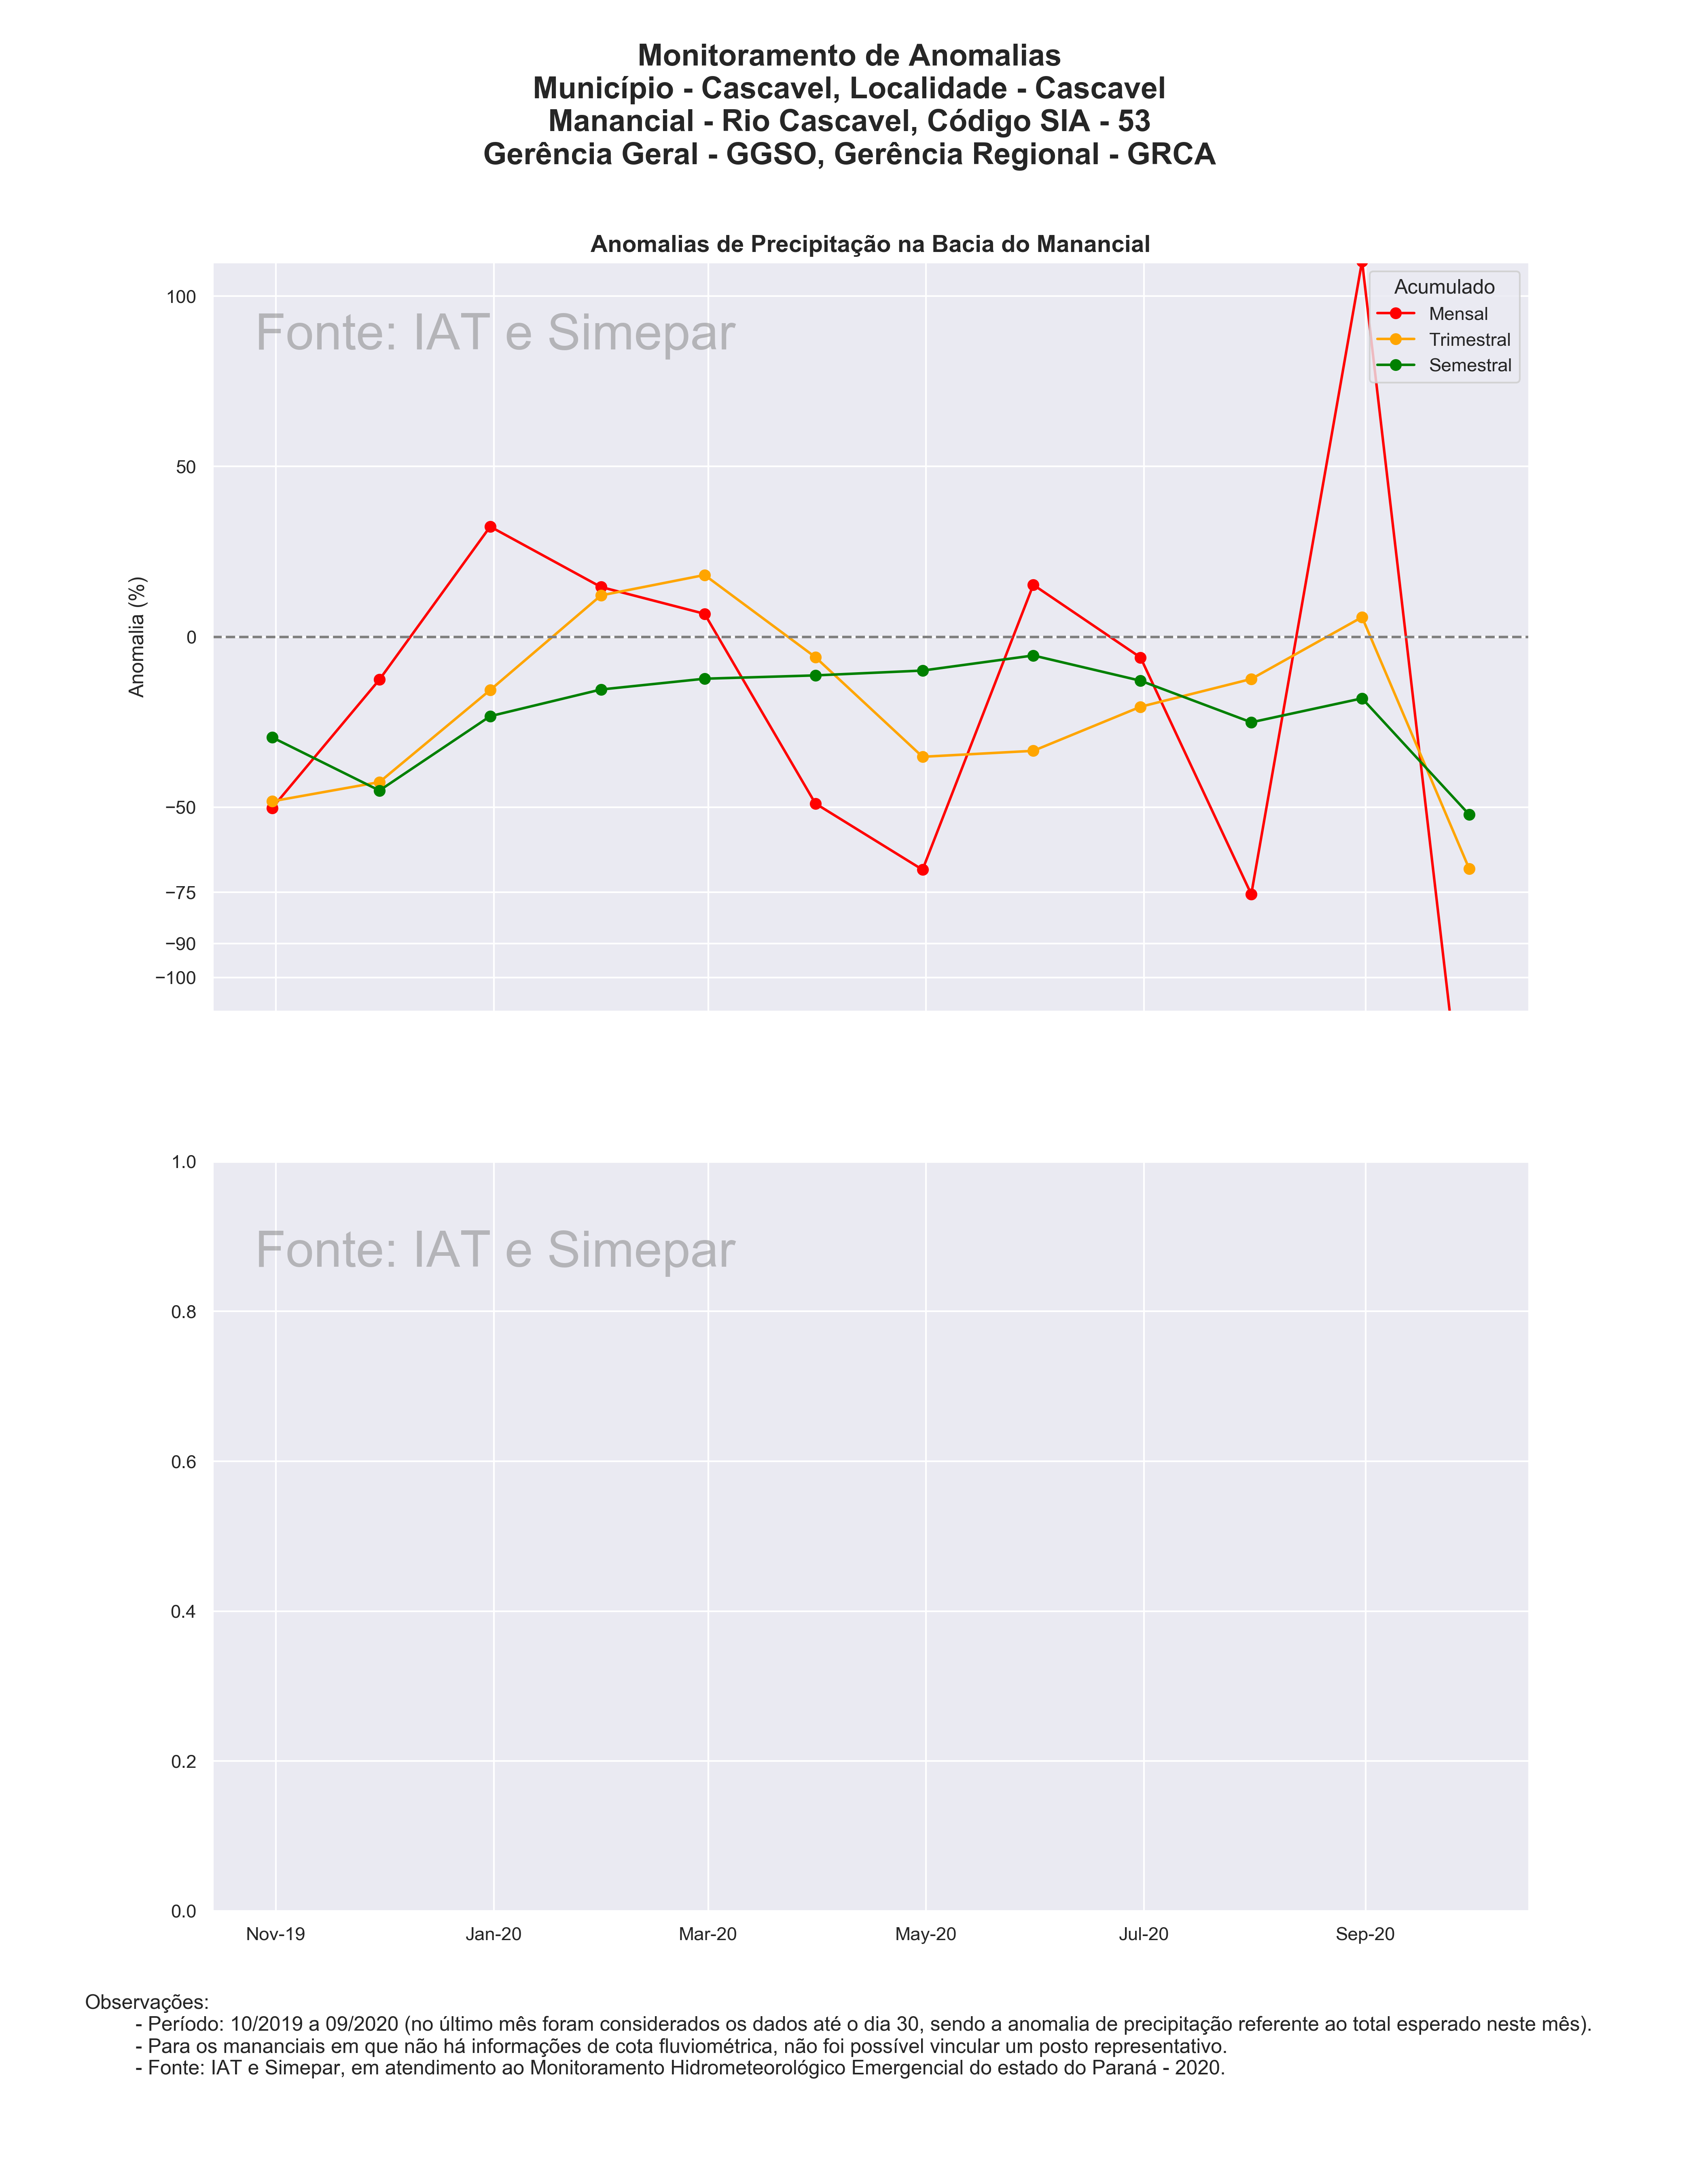 Monitoramento de Anomalias
Município - Cascavel, Localidade - Cascavel
Manancial - Rio Cascavel, Código SIA - 53
Gerência Geral - GGSO, Gerência Regional - GRCA
Anomalias de Precipitação na Bacia do Manancial
Fonte: IAT e Simepar
Acumulado
Mensal
Trimestral
Semestral
Anomalia (%)
100
50
0
−50
−75
−90
−100
Fonte: IAT e Simepar
1.0
0.8
0.6
0.4
0.2
0.0
Nov-19 Jan-20 Mar-20 May-20 Jul-20 Sep-20
Observações:
- Período: 10/2019 a 09/2020 (no último mês foram considerados os dados até o dia 30, sendo a anomalia de precipitação referente ao total esperado neste mês).
- Para os mananciais em que não há informações de cota fluviométrica, não foi possível vincular um posto representativo.
- Fonte: IAT e Simepar, em atendimento ao Monitoramento Hidrometeorológico Emergencial do estado do Paraná - 2020.